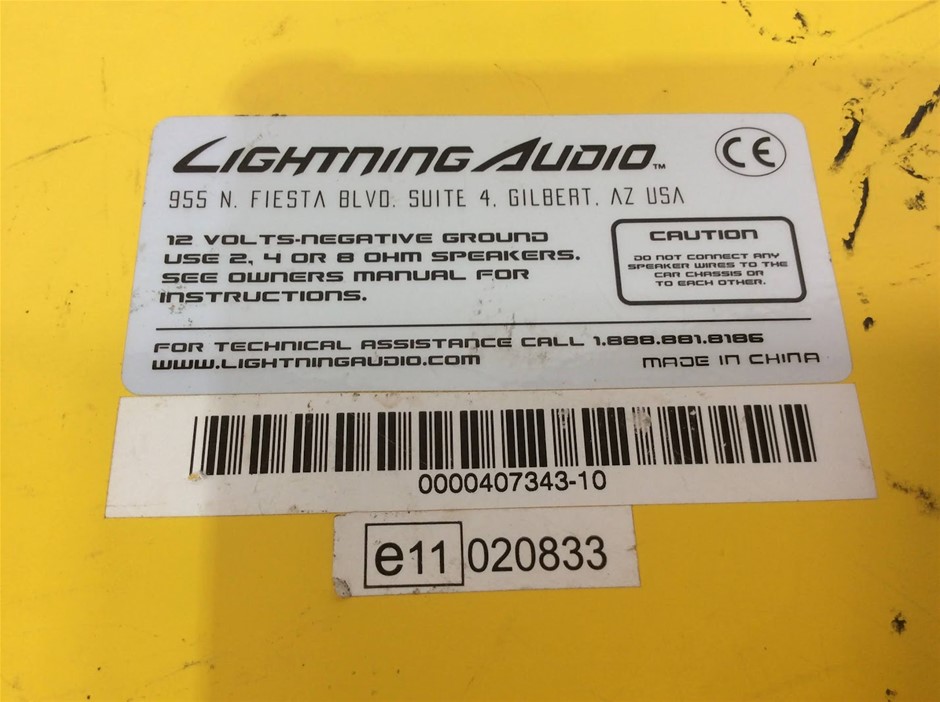 LIGHTNING AUDIO™
CE
955 N. FIESTA BLVD. SUITE 4, GILBERT, AZ USA
12 VOLTS-NEGATIVE GROUND
USE 2, 4 OR 8 OHM SPEAKERS.
SEE OWNERS MANUAL FOR
INSTRUCTIONS.
CAUTION
DO NOT CONNECT ANY
SPEAKER WIRES TO THE
CAR CHASSIS OR
TO EACH OTHER.
FOR TECHNICAL ASSISTANCE CALL 1.888.881.8186
WWW.LIGHTNINGAUDIO.COM
MADE IN CHINA
0000407343-10
e11 020833